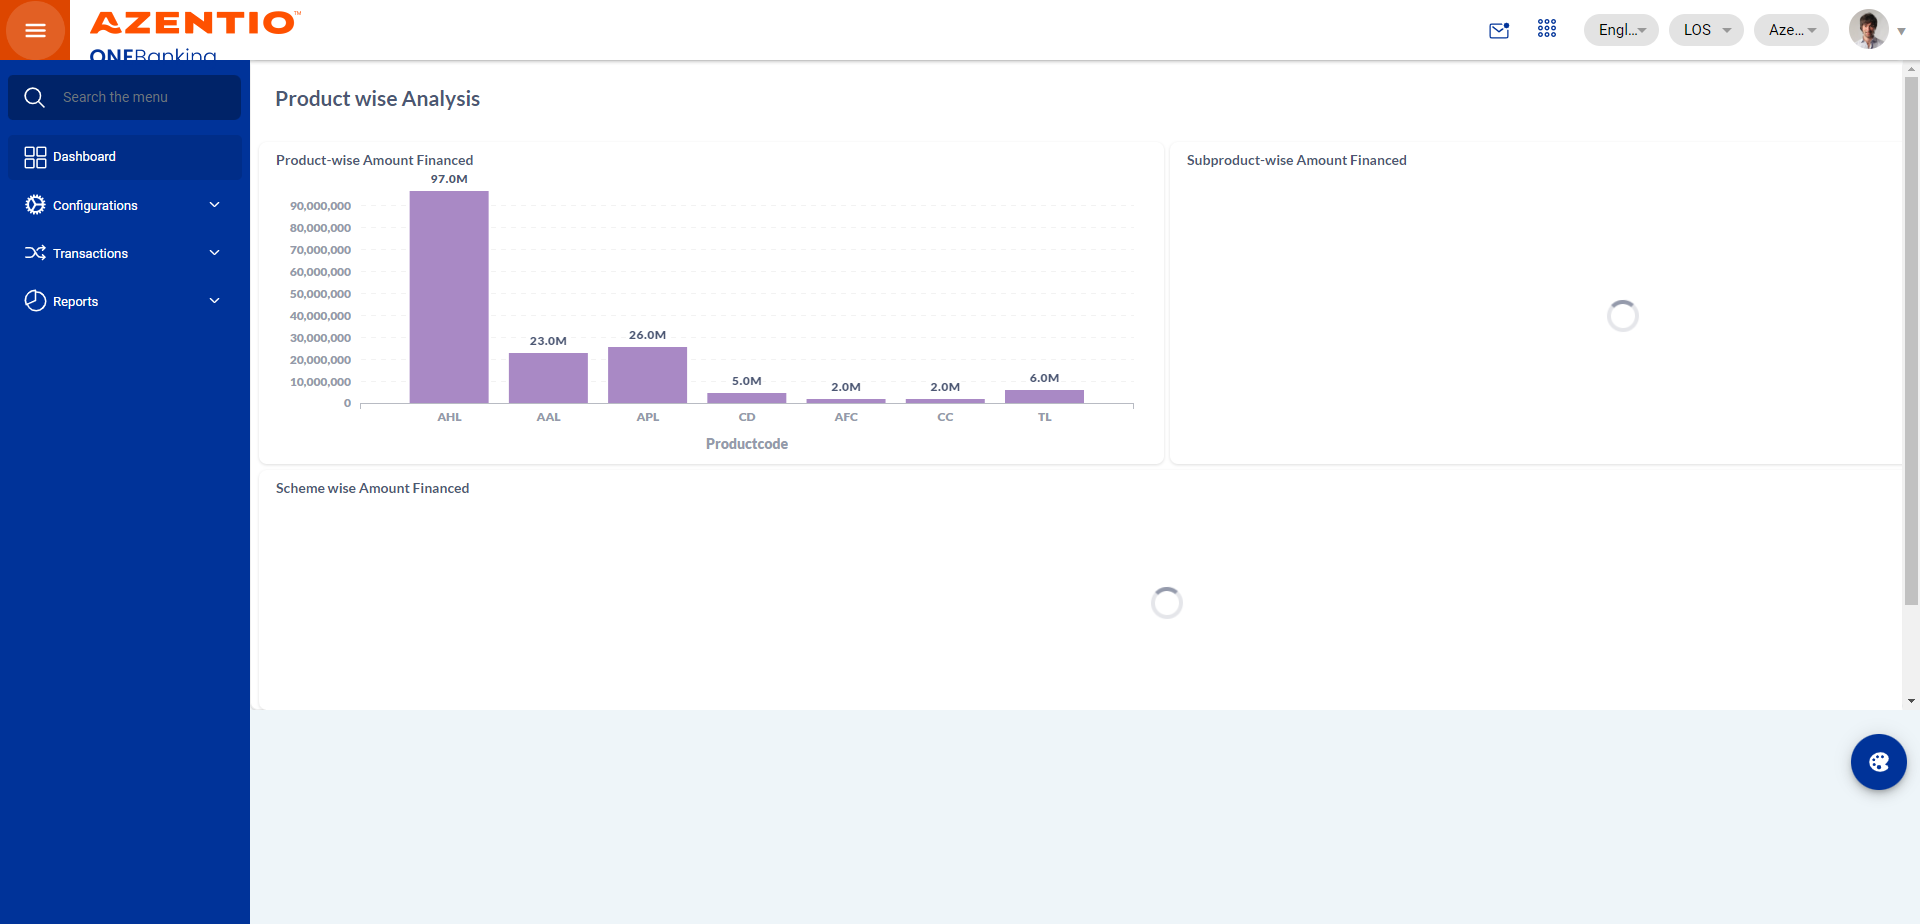 AZENTIO™
ONEBanking
Engl...
LOS
Aze...
Search the menu
Dashboard
Configurations
Transactions
Reports
Product wise Analysis
Product-wise Amount Financed
97.0M
90,000,000
80,000,000
70,000,000
60,000,000
50,000,000
40,000,000
30,000,000
20,000,000
10,000,000
0
23.0M
26.0M
5.0M
2.0M
2.0M
6.0M
AHL
AAL
APL
CD
AFC
CC
TL
Productcode
Subproduct-wise Amount Financed
Scheme wise Amount Financed